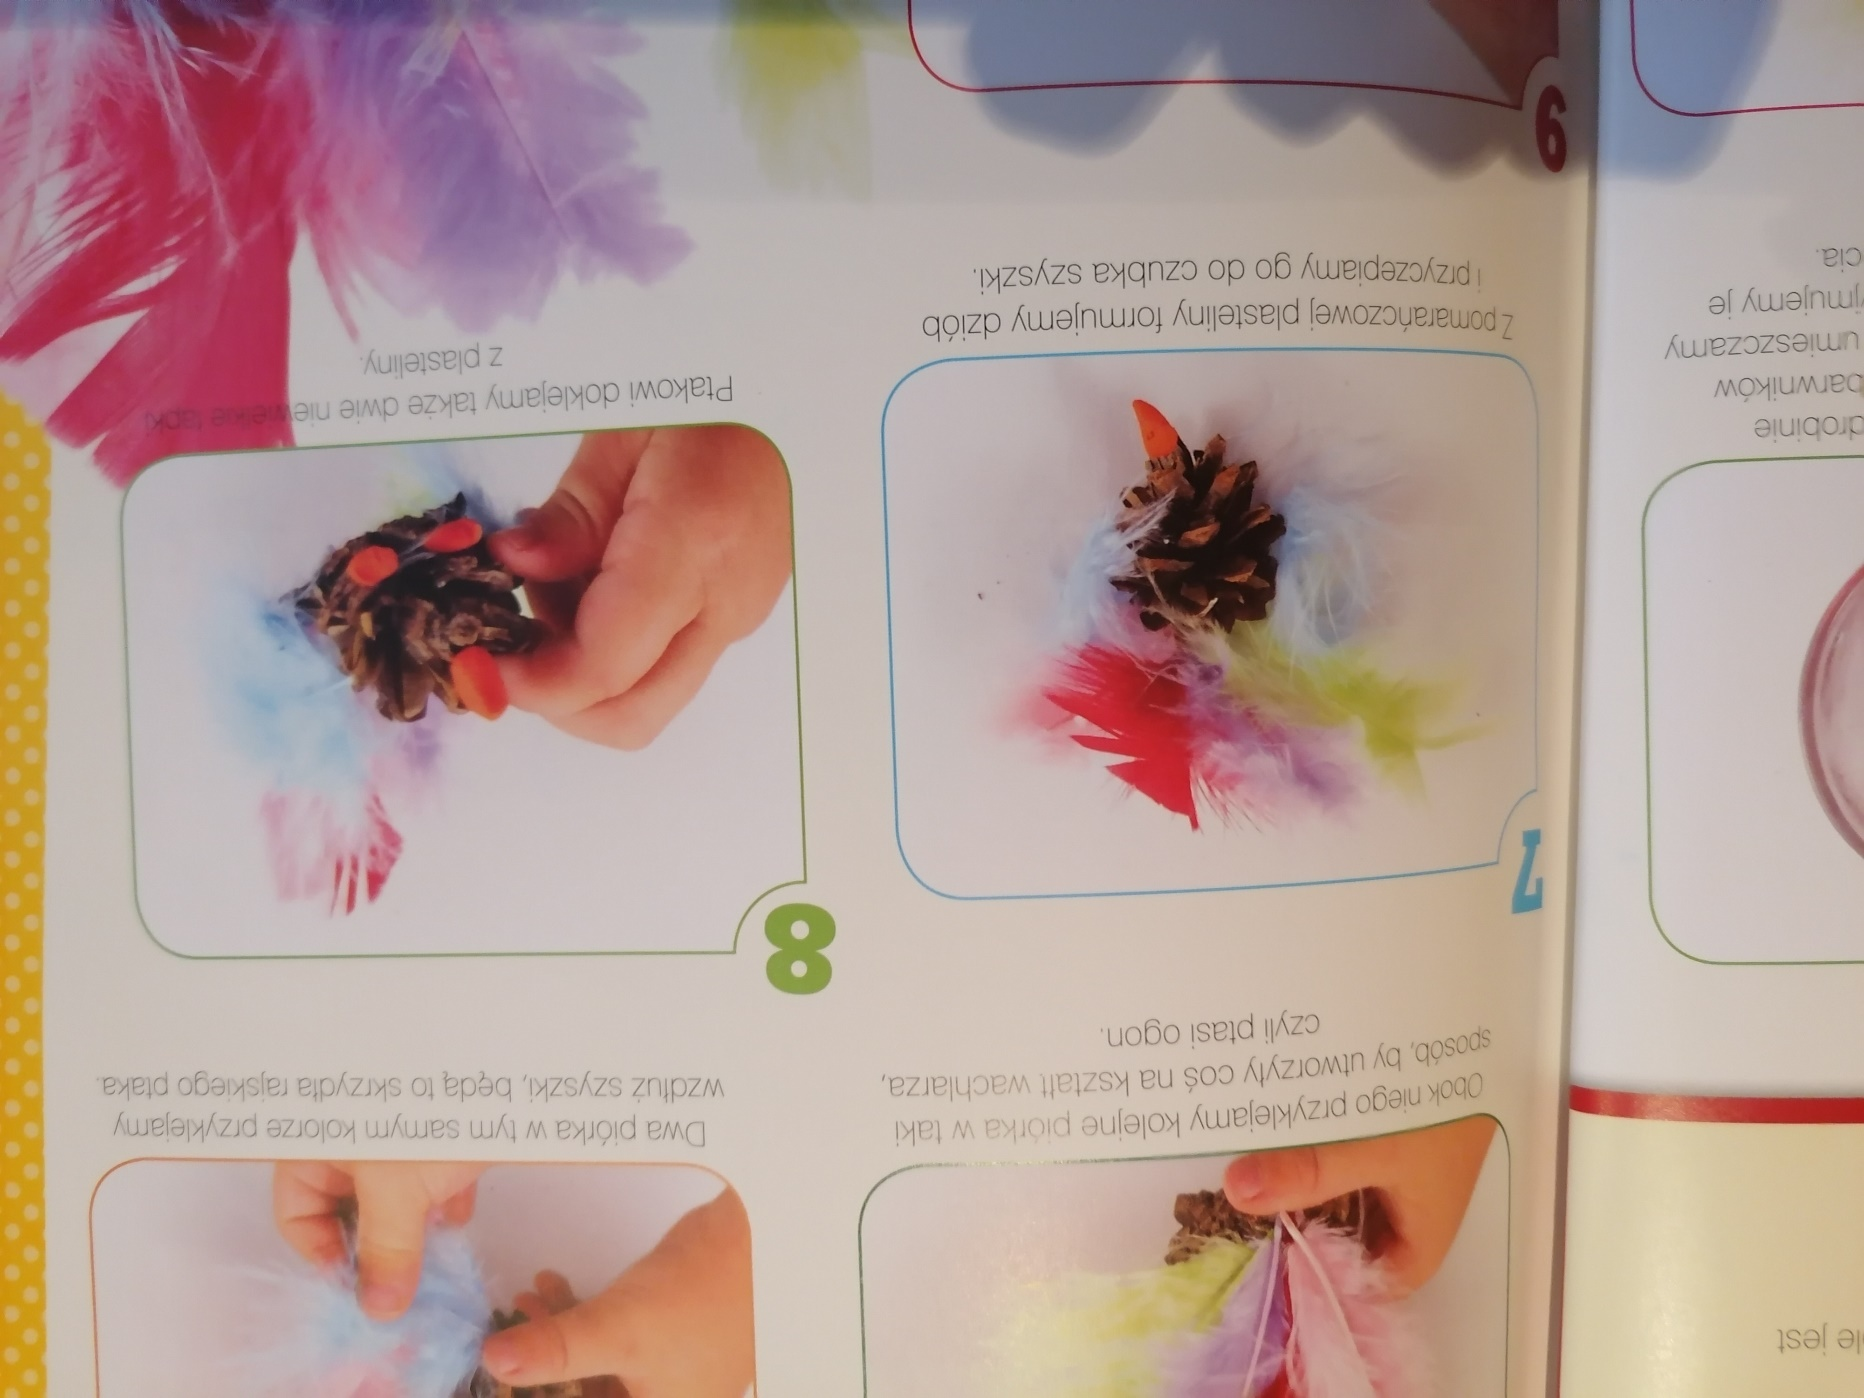 le jest
drobinie
barwników
umieszczamy
jmujemy je
cia.
Obok niego przyklejamy kolejne piórka w taki
sposób, by utworzyły coś na kształt wachlarza,
czyli ptasi ogon.
Dwa piórka w tym samym kolorze przyklejamy
wzdłuż szyszki, będą to skrzydła rajskiego ptaka.
7
Z pomarańczowej plasteliny formujemy dziób
i przyczepiamy go do czubka szyszki.
8
Ptakowi doklejamy także dwie niewielkie łapki
z plasteliny.
9